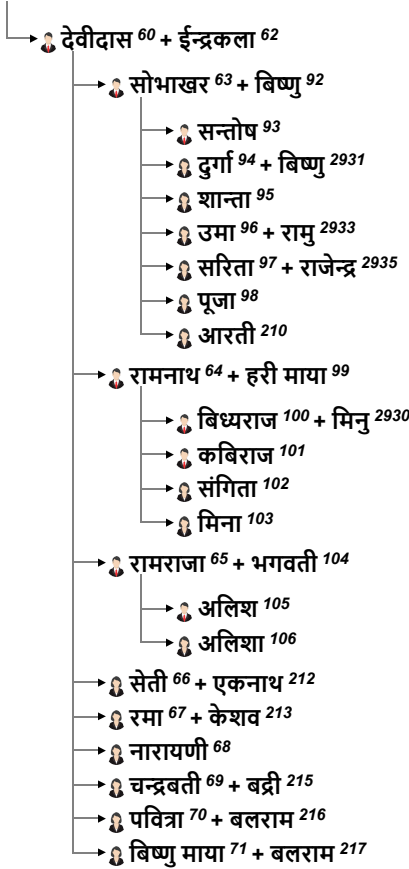 देवीदास 60 + ईन्द्रकला 62
सोभाखर 63 + बिष्णु 92
सन्तोष 93
दुर्गा 94 + बिष्णु 2931
शान्ता 95
उमा 96 + रामु 2933
सरिता 97 + राजेन्द्र 2935
पूजा 98
आरती 210
रामनाथ 64 + हरी माया 99
बिध्यराज 100 + मिनु 2930
कबिराज 101
संगिता 102
मिना 103
रामराजा 65 + भगवती 104
अलिश 105
अलिशा 106
सेती 66 + एकनाथ 212
रमा 67 + केशव 213
नारायणी 68
चन्द्रबती 69 + बद्री 215
पवित्रा 70 + बलराम 216
बिष्णु माया 71 + बलराम 217